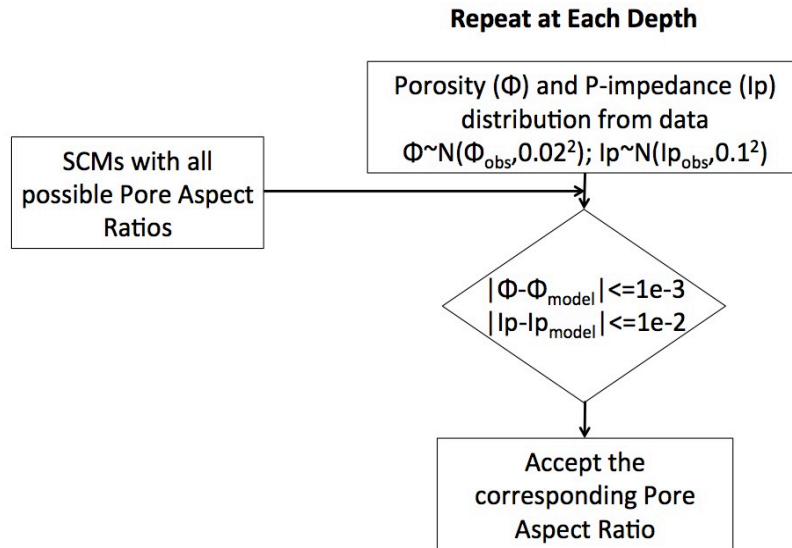 Repeat at Each Depth
Porosity (Φ) and P-impedance (Ip)
distribution from data
Φ~N(Φobs,0.02²); Ip~N(Ipobs,0.1²)
SCMs with all
possible Pore Aspect
Ratios
|Φ-Φmodel|<=1e-3
|Ip-Ipmodel|<=1e-2
Accept the
corresponding Pore
Aspect Ratio